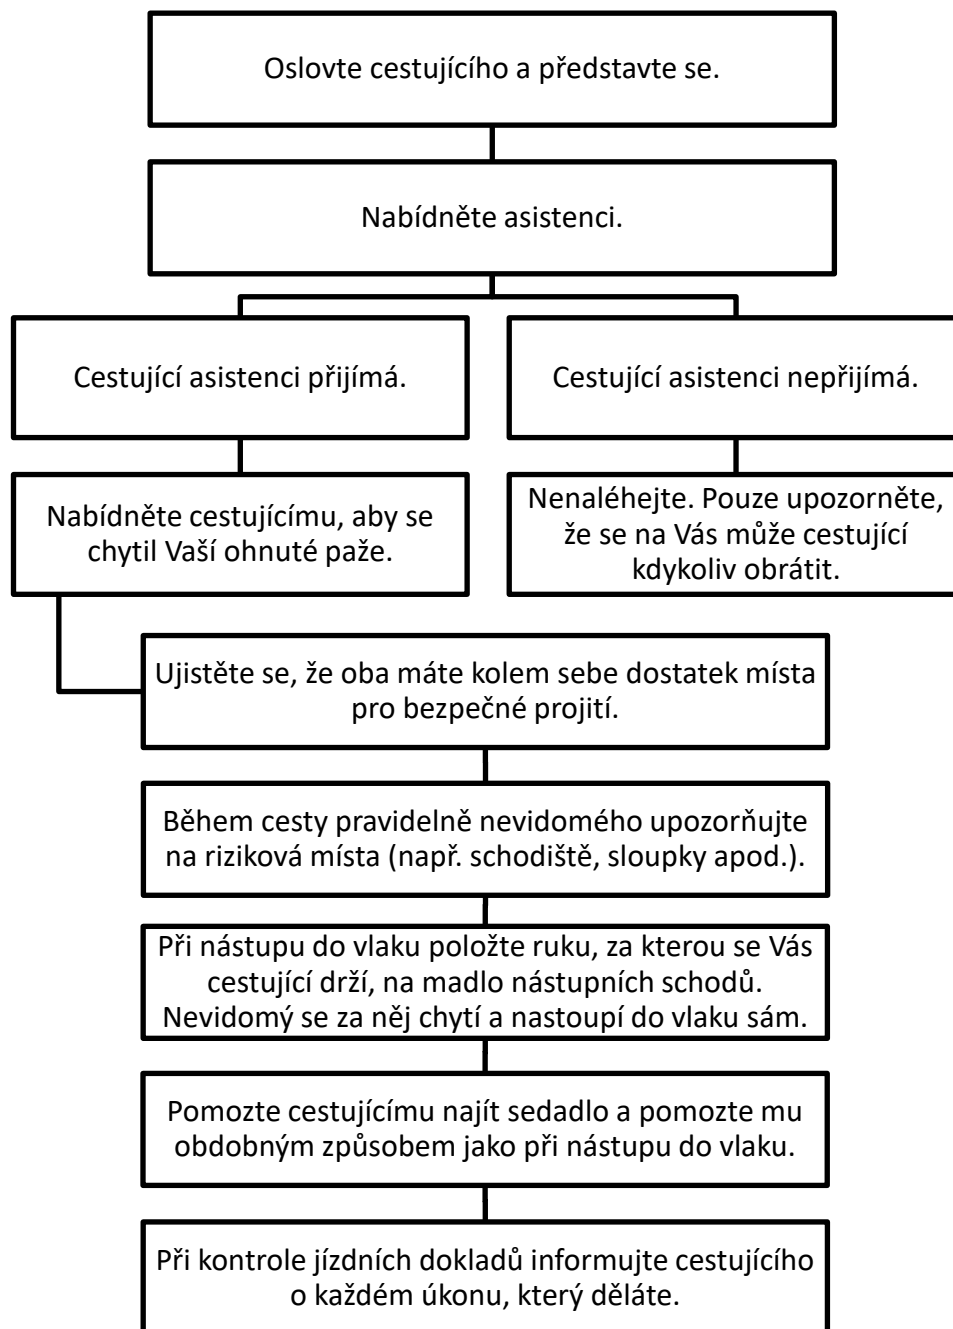 Oslovte cestujícího a představte se.
Nabídněte asistenci.
Cestující asistenci přijímá.
Cestující asistenci nepřijímá.
Nabídněte cestujícímu, aby se
chytil Vaší ohnuté paže.
Nenaléhejte. Pouze upozorněte,
že se na Vás může cestující
kdykoliv obrátit.
Ujistěte se, že oba máte kolem sebe dostatek místa
pro bezpečné projití.
Během cesty pravidelně nevidomého upozorňujte
na riziková místa (např. schodiště, sloupky apod.).
Při nástupu do vlaku položte ruku, za kterou se Vás
cestující drží, na madlo nástupních schodů.
Nevidomý se za něj chytí a nastoupí do vlaku sám.
Pomozte cestujícímu najít sedadlo a pomozte mu
obdobným způsobem jako při nástupu do vlaku.
Při kontrole jízdních dokladů informujte cestujícího
o každém úkonu, který děláte.